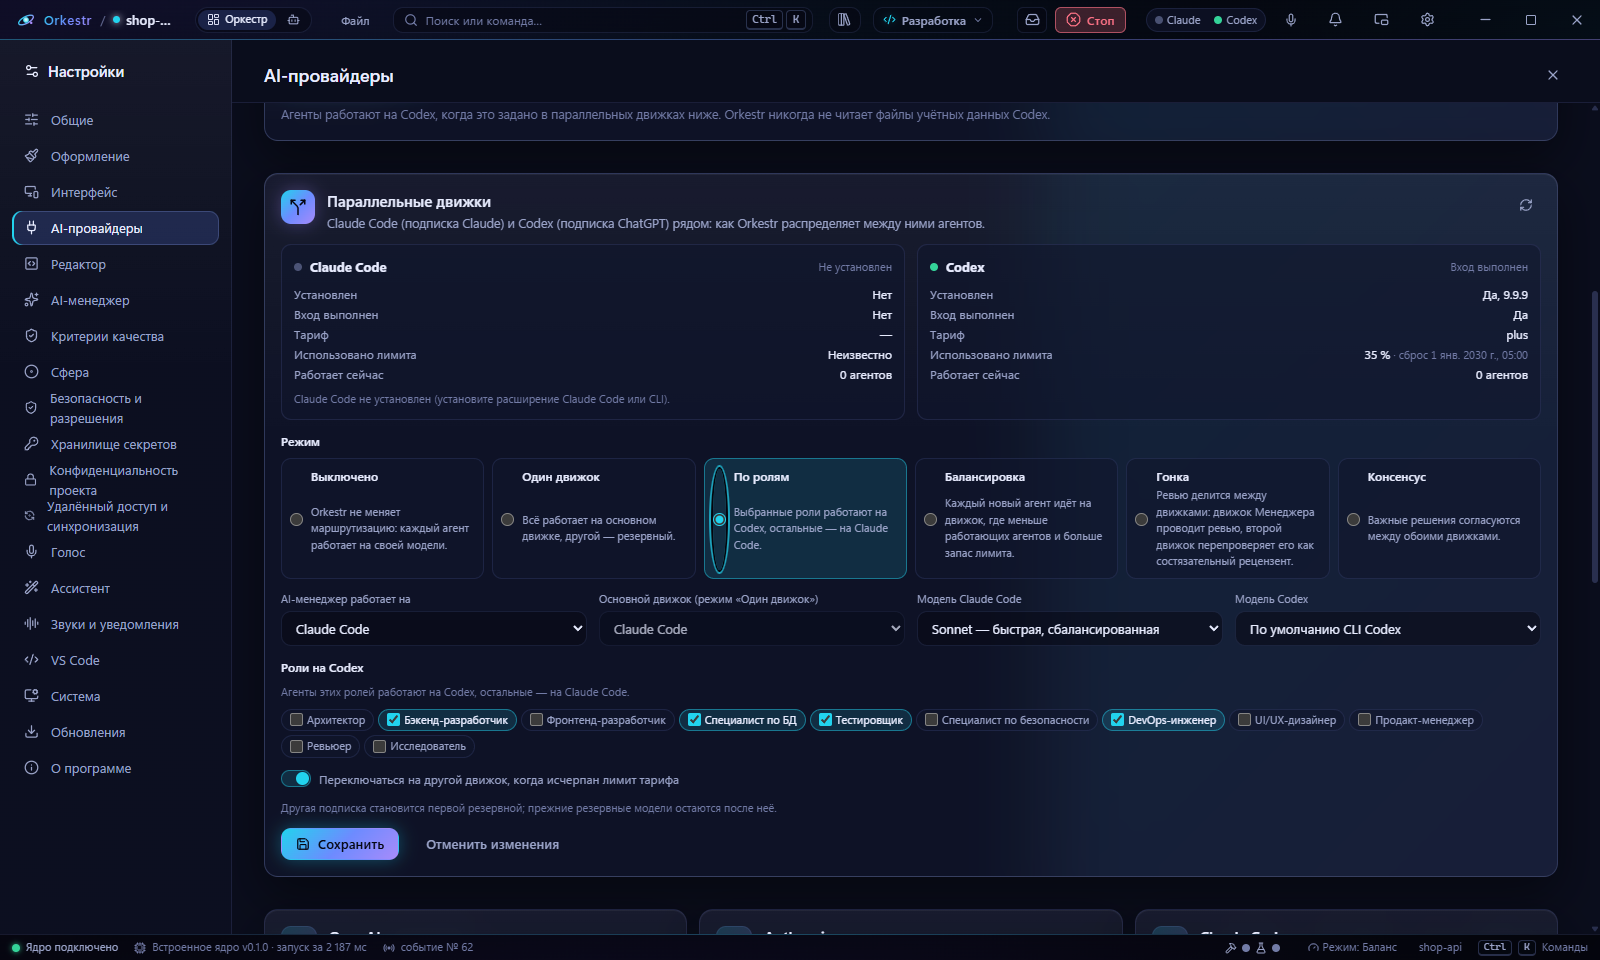 Orkestr / shop-... Оркестр Файл Поиск или команда... Ctrl K Разработка Стоп Claude Codex
Настройки
Общие
Оформление
Интерфейс
AI-провайдеры
Редактор
AI-менеджер
Критерии качества
Сфера
Безопасность и
разрешения
Хранилище секретов
Конфиденциальность
проекта
Удалённый доступ и
синхронизация
Голос
Ассистент
Звуки и уведомления
VS Code
Система
Обновления
О программе
AI-провайдеры
Агенты работают на Codex, когда это задано в параллельных движках ниже. Orkestr никогда не читает файлы учётных данных Codex.
Параллельные движки
Claude Code (подписка Claude) и Codex (подписка ChatGPT) рядом: как Orkestr распределяет между ними агентов.
Claude Code Не установлен
Установлен Нет
Вход выполнен Нет
Тариф —
Использовано лимита Неизвестно
Работает сейчас 0 агентов
Claude Code не установлен (установите расширение Claude Code или CLI).
Codex Вход выполнен
Установлен Да, 9.9.9
Вход выполнен Да
Тариф plus
Использовано лимита 35 % · сброс 1 янв. 2030 г., 05:00
Работает сейчас 0 агентов
Режим
Выключено
Orkestr не меняет
маршрутизацию: каждый агент
работает на своей модели.
Один движок
Всё работает на основном
движке, другой — резервный.
По ролям
Выбранные роли работают на
Codex, остальные — на Claude
Code.
Балансировка
Каждый новый агент идёт на
движок, где меньше
работающих агентов и больше
запас лимита.
Гонка
Ревью делится между
движками: движок Менеджера
проводит ревью, второй
движок перепроверяет его как
состязательный рецензент.
Консенсус
Важные решения согласуются
между обоими движками.
AI-менеджер работает на
Claude Code
Основной движок (режим «Один движок»)
Claude Code
Модель Claude Code
Sonnet — быстрая, сбалансированная
Модель Codex
По умолчанию CLI Codex
Роли на Codex
Агенты этих ролей работают на Codex, остальные — на Claude Code.
Архитектор Бэкенд-разработчик Фронтенд-разработчик Специалист по БД Тестировщик Специалист по безопасности DevOps-инженер UI/UX-дизайнер Продакт-менеджер
Ревьюер Исследователь
Переключаться на другой движок, когда исчерпан лимит тарифа
Другая подписка становится первой резервной; прежние резервные модели остаются после неё.
Сохранить Отменить изменения
Ядро подключено Встроенное ядро v0.1.0 · запуск за 2 187 мс событие № 62 Режим: Баланс shop-api Ctrl K Команды